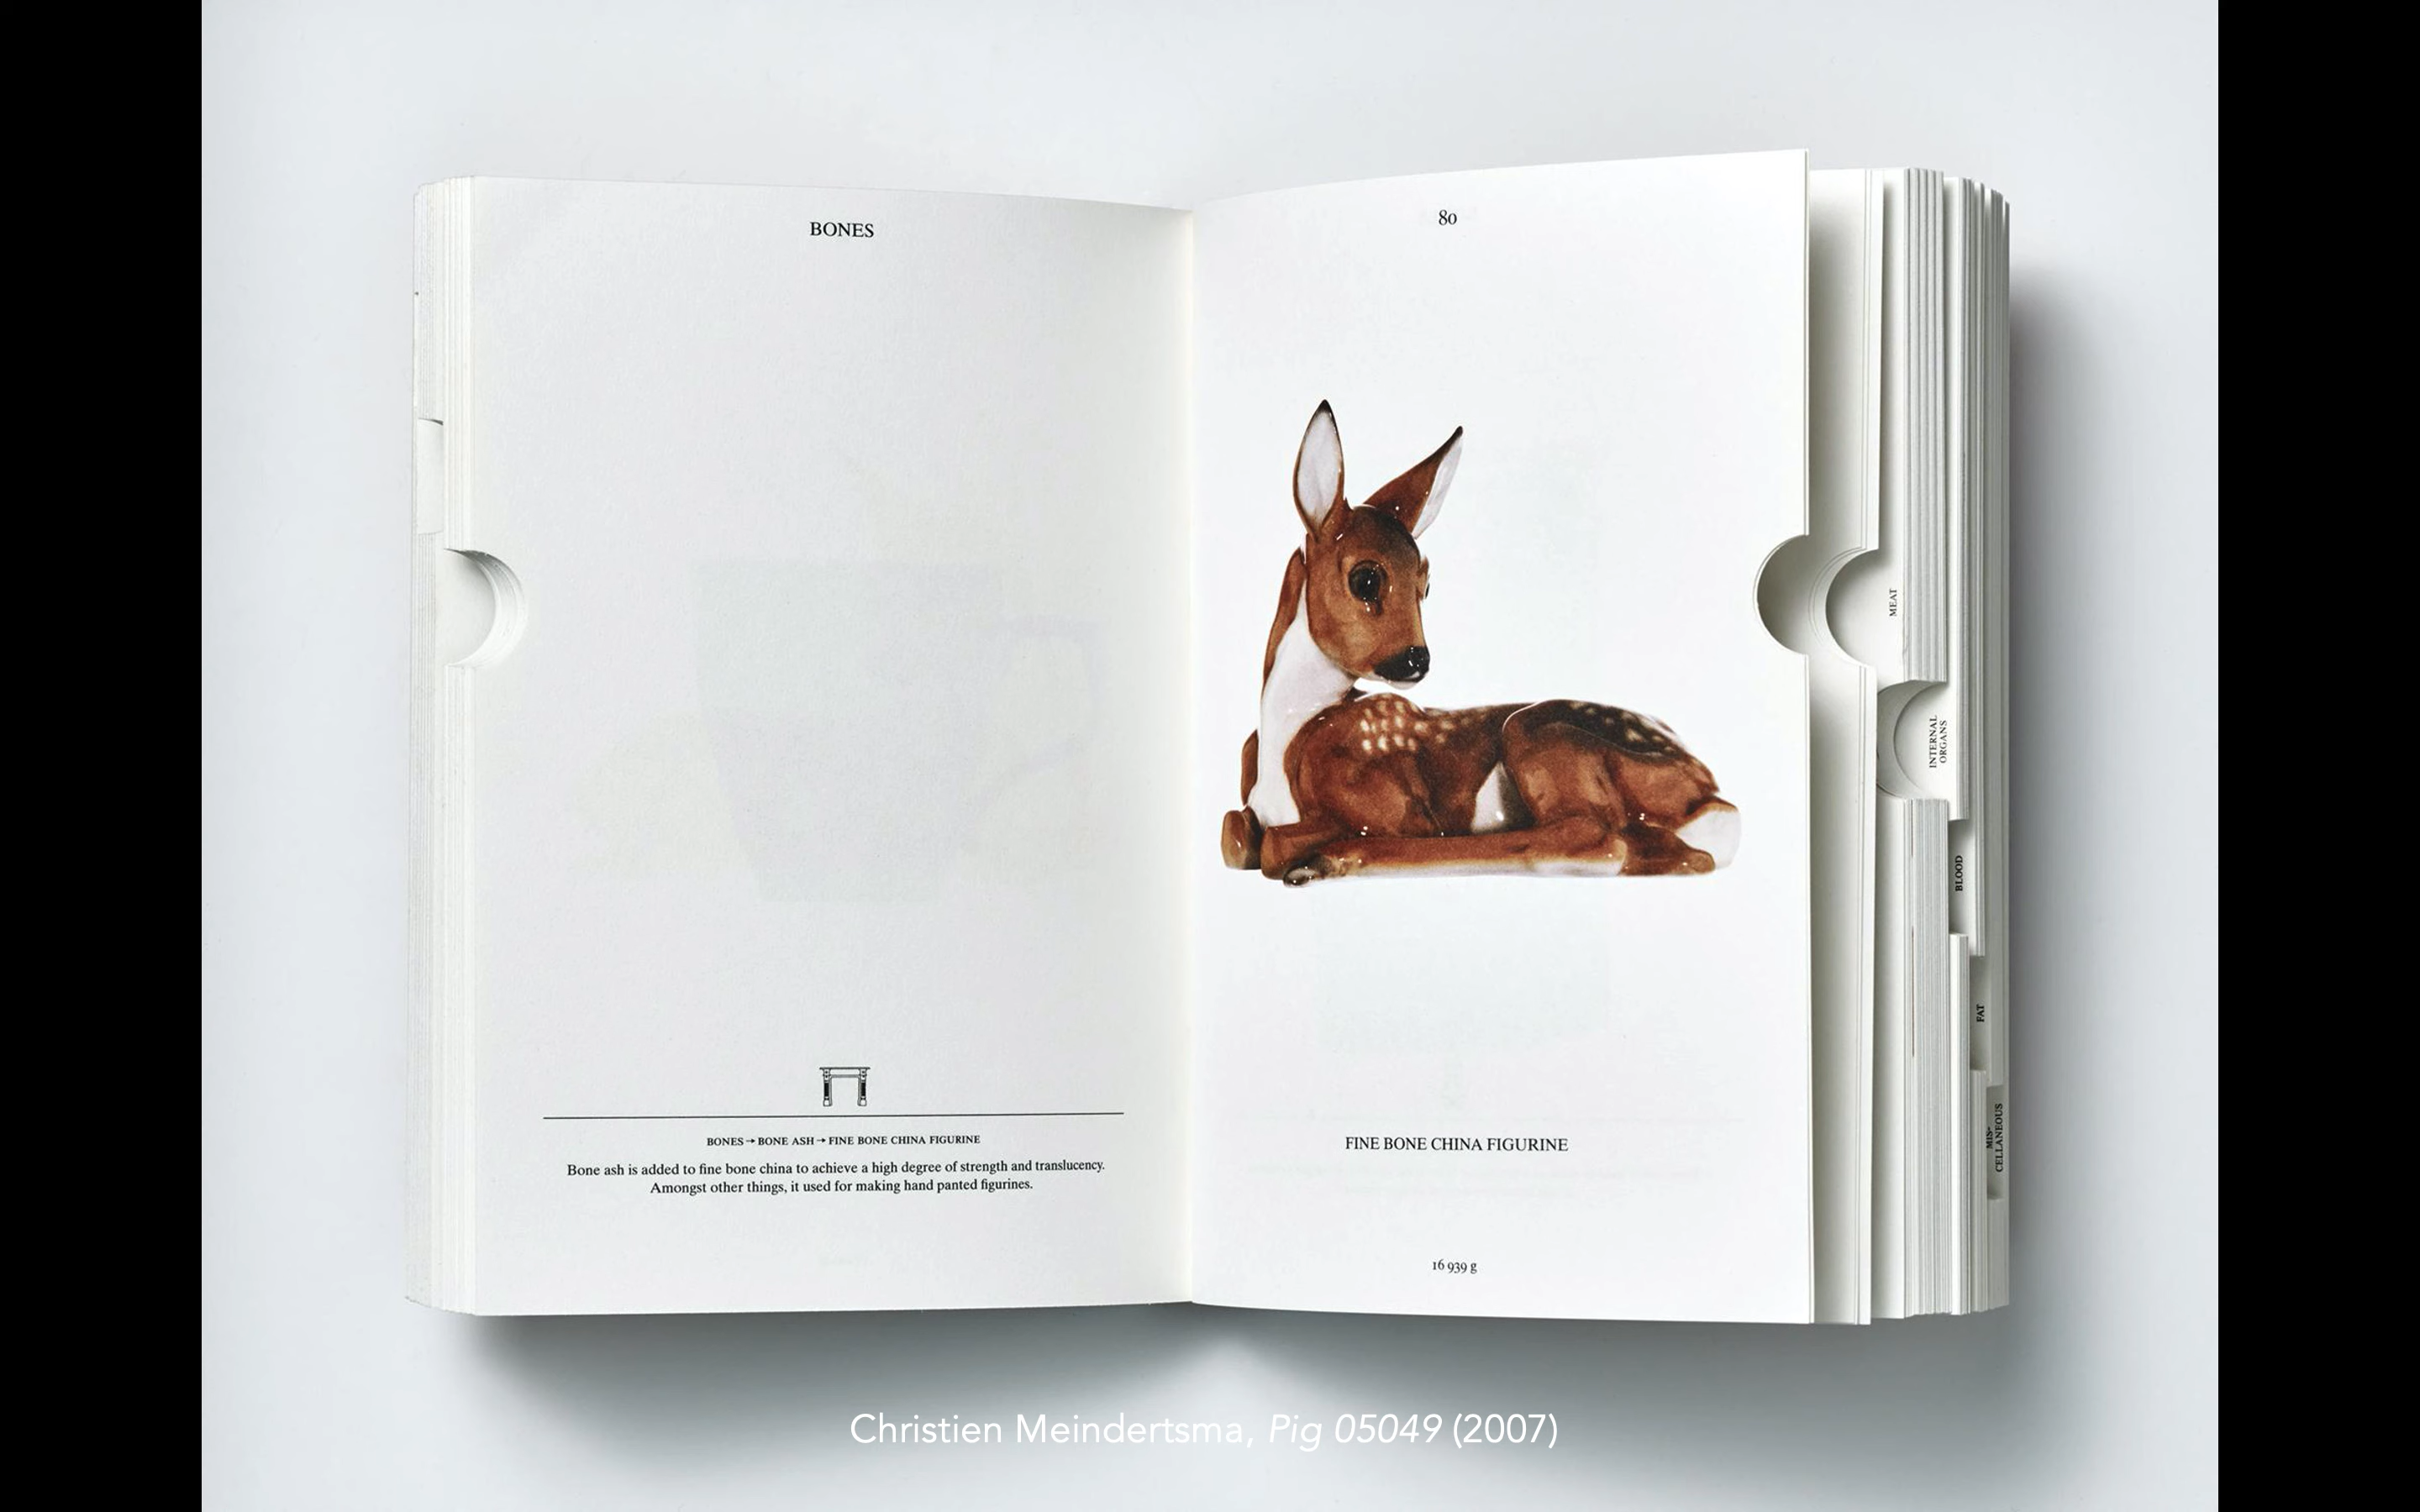 BONES
BONES → BONE ASH → FINE BONE CHINA FIGURINE
Bone ash is added to fine bone china to achieve a high degree of strength and translucency.
Amongst other things, it used for making hand panted figurines.
80
FINE BONE CHINA FIGURINE
16 939 g
MEAT
INTERNAL
ORGANS
BLOOD
FAT
MIS-
CELLANEOUS
Christien Meindertsma, Pig 05049 (2007)